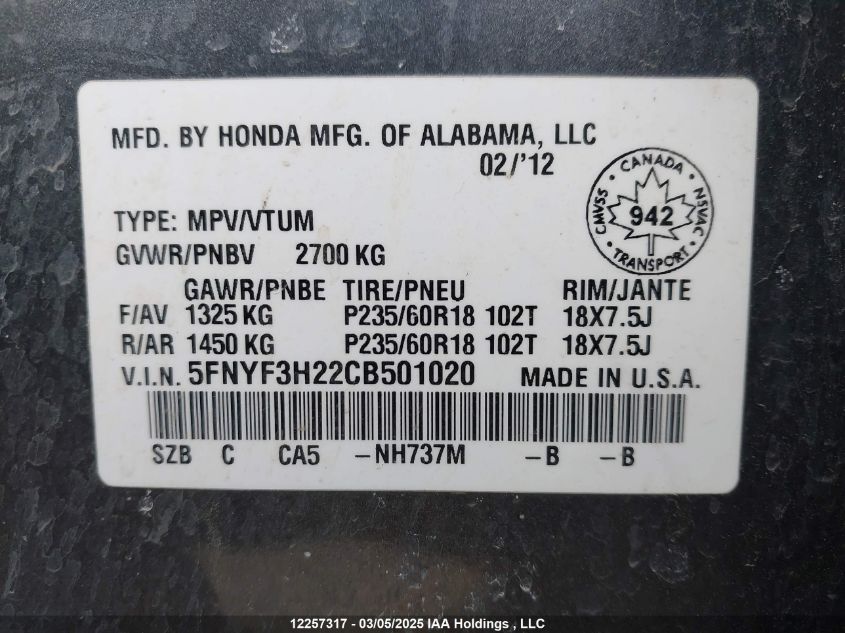 MFD. BY HONDA MFG. OF ALABAMA, LLC
02/'12
CMVSS CANADA NSVAC
942
TRANSPORT
TYPE: MPV/VTUM
GVWR/PNBV 2700 KG
GAWR/PNBE TIRE/PNEU RIM/JANTE
F/AV 1325 KG P235/60R18 102T 18X7.5J
R/AR 1450 KG P235/60R18 102T 18X7.5J
V.I.N. 5FNYF3H22CB501020 MADE IN U.S.A.
SZB C CA5 -NH737M -B -B
12257317 - 03/05/2025 IAA Holdings , LLC